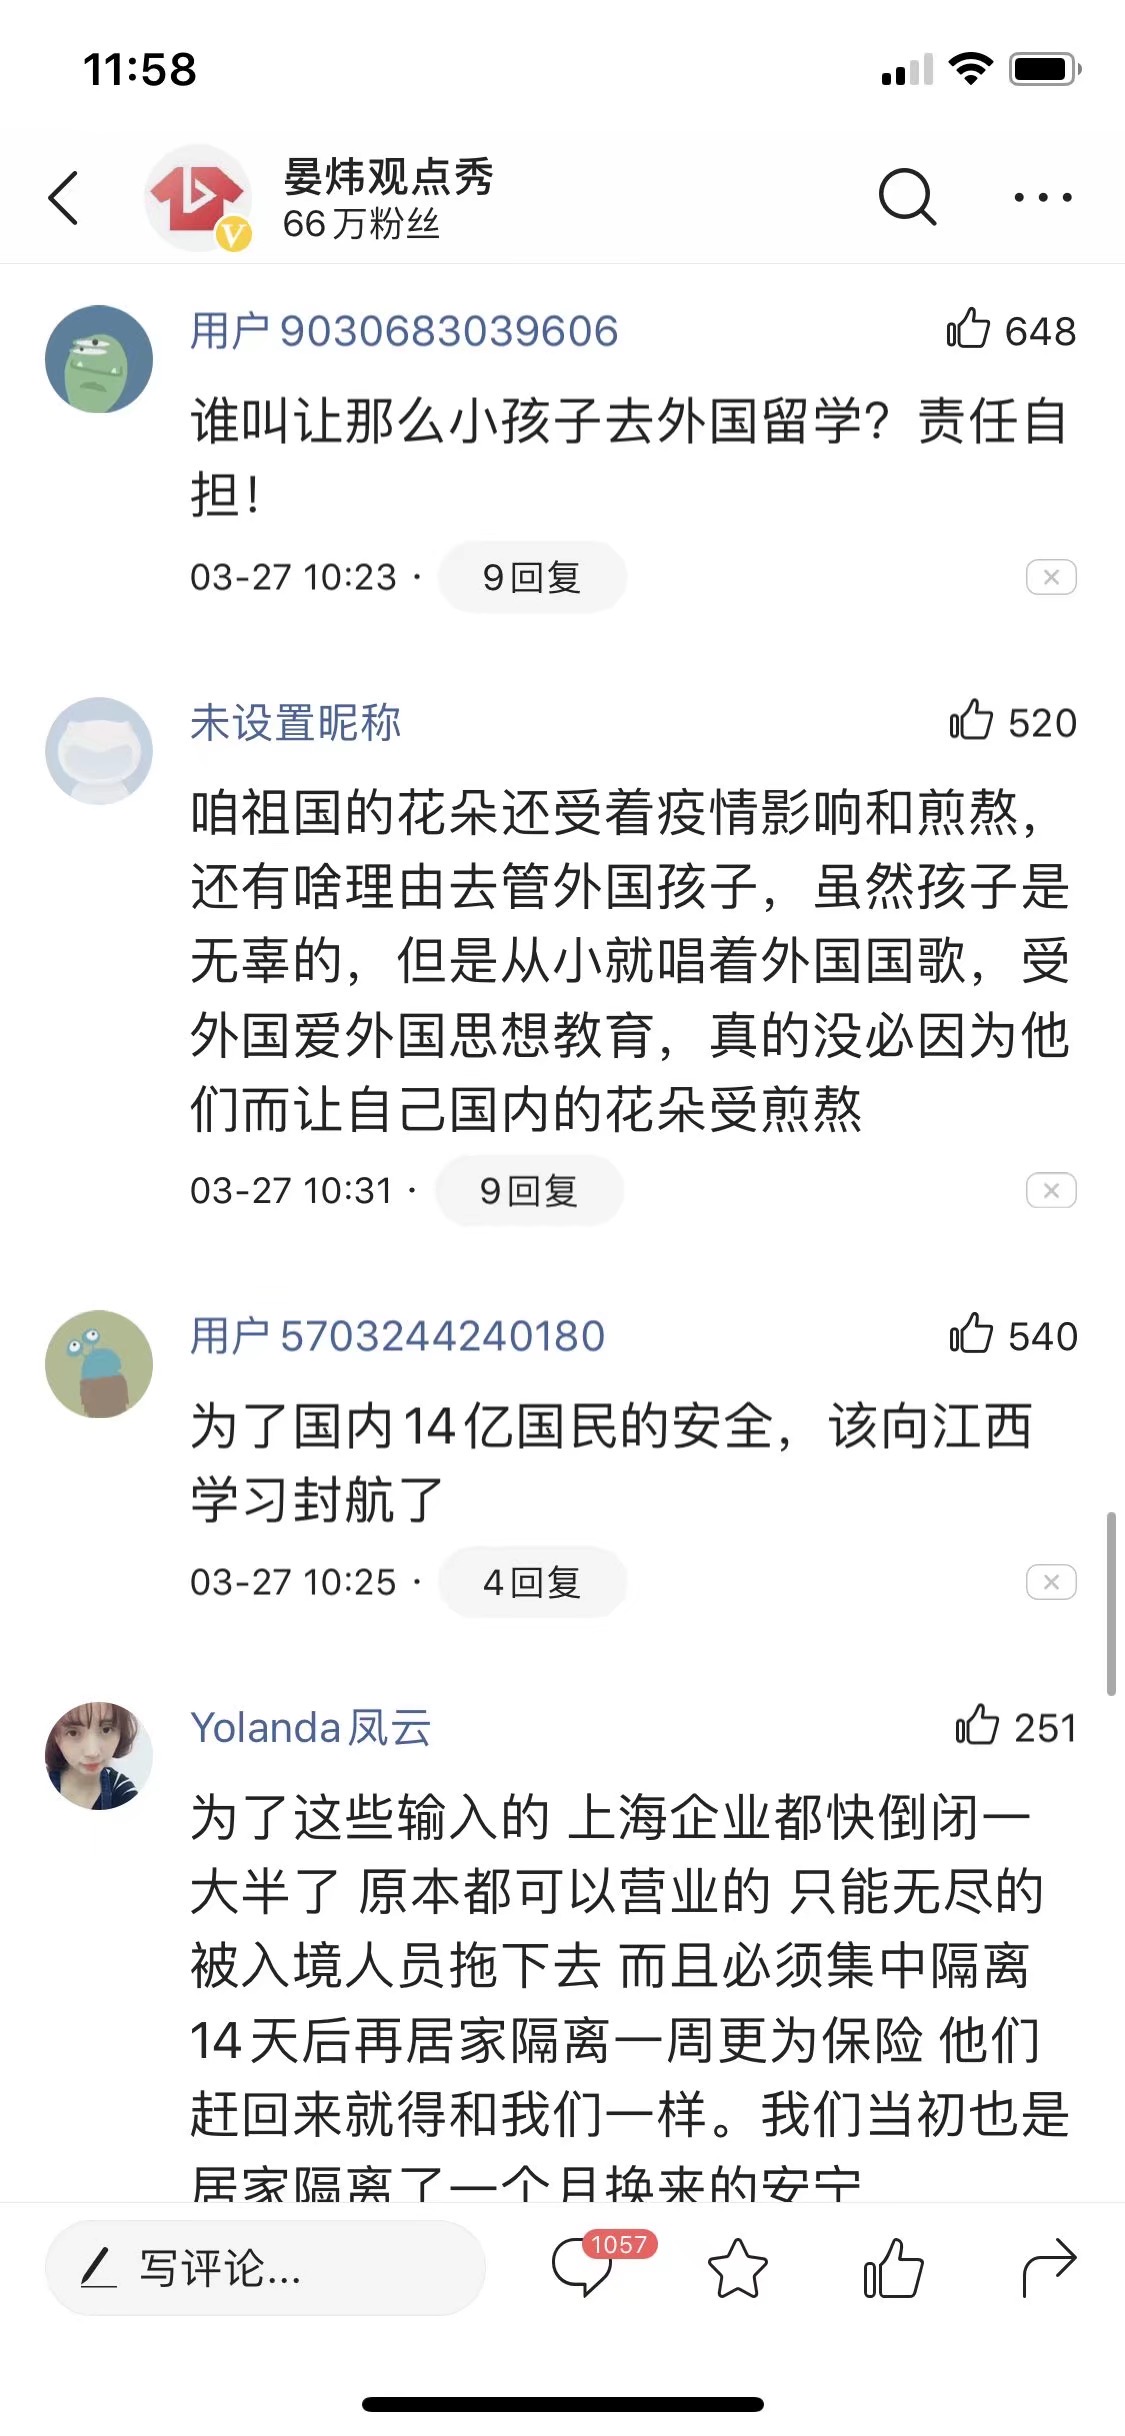 11:58
晏炜观点秀
66万粉丝
V
用户9030683039606
648
谁叫让那么小孩子去外国留学？责任自
担！
03-27 10:23 · 9回复
未设置昵称
520
咱祖国的花朵还受着疫情影响和煎熬，
还有啥理由去管外国孩子，虽然孩子是
无辜的，但是从小就唱着外国国歌，受
外国爱外国思想教育，真的没必因为他
们而让自己国内的花朵受煎熬
03-27 10:31 · 9回复
用户5703244240180
540
为了国内14亿国民的安全，该向江西
学习封航了
03-27 10:25 · 4回复
Yolanda凤云
251
为了这些输入的 上海企业都快倒闭一
大半了 原本都可以营业的 只能无尽的
被入境人员拖下去 而且必须集中隔离
14天后再居家隔离一周更为保险 他们
赶回来就得和我们一样。我们当初也是
居家隔离了一个月换来的安宁
写评论...
1057